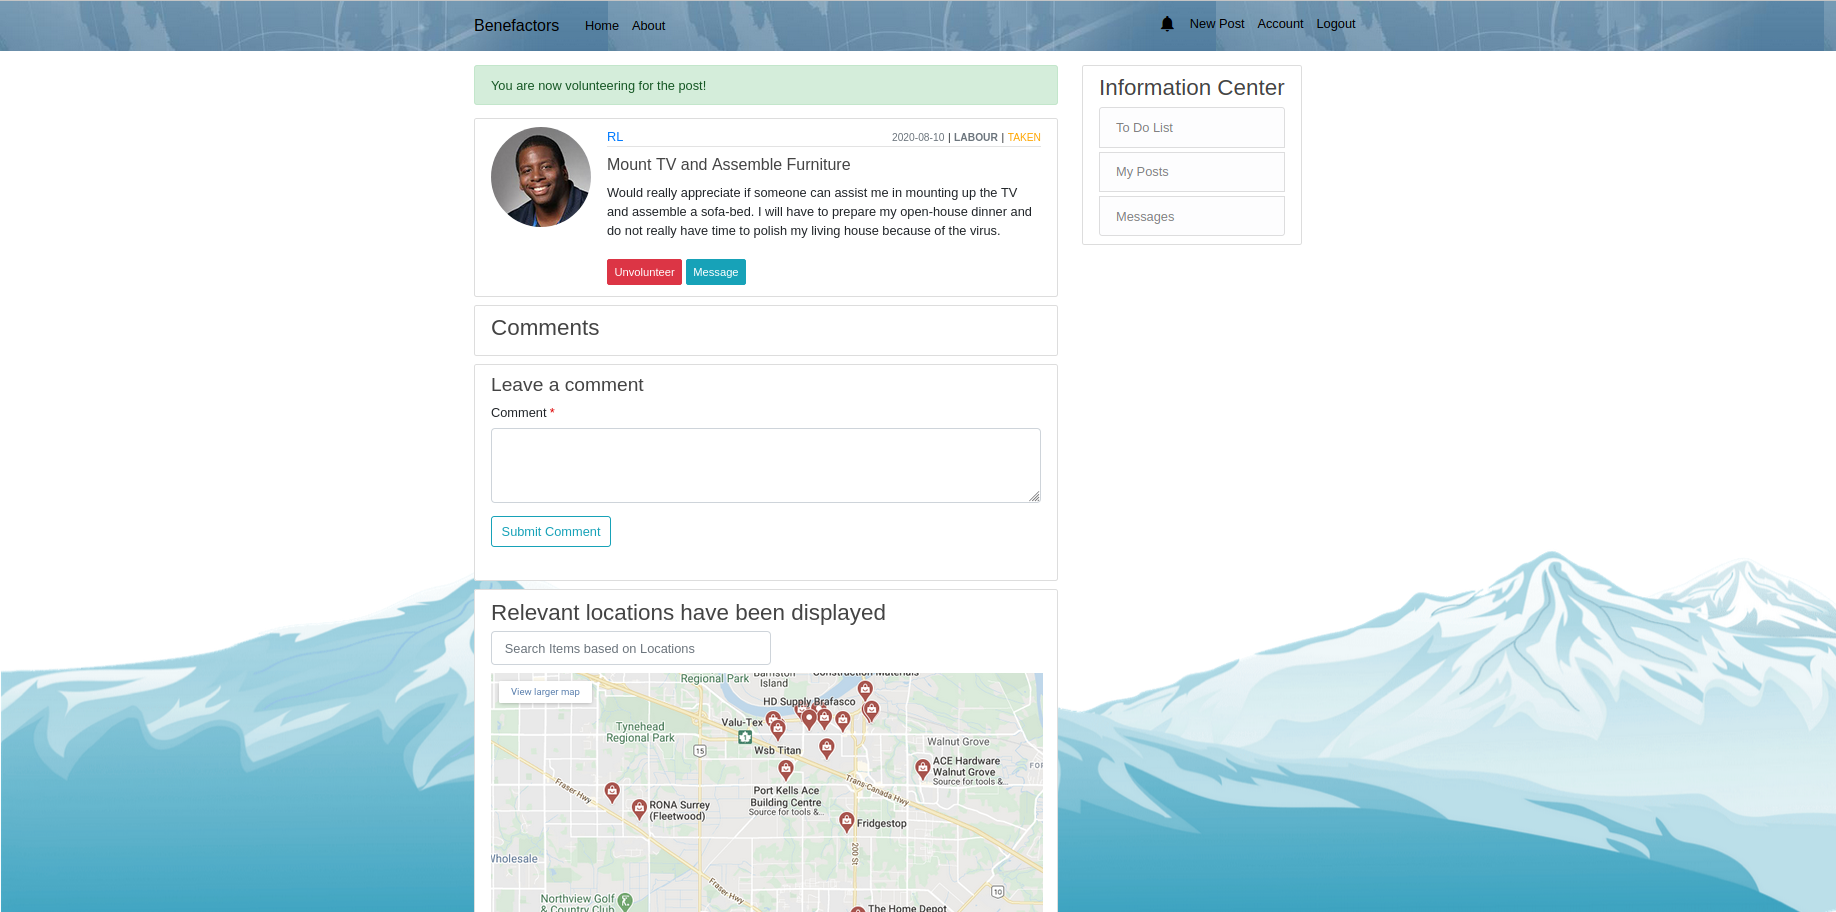 Benefactors Home About New Post Account Logout
You are now volunteering for the post!
RL 2020-08-10 | LABOUR | TAKEN
Mount TV and Assemble Furniture
Would really appreciate if someone can assist me in mounting up the TV
and assemble a sofa-bed. I will have to prepare my open-house dinner and
do not really have time to polish my living house because of the virus.
Unvolunteer Message
Comments
Leave a comment
Comment *
Submit Comment
Relevant locations have been displayed
Search Items based on Locations
View larger map
Regional Park
Barnston
Island
Construction Materials
HD Supply Brafasco
Valu-Tex
Tynehead
Regional Park
15
1
Wsb Titan
Walnut Grove
ACE Hardware
Walnut Grove
Source for tools &..
FOR
Trans-Canada Hwy
Fraser Hwy
Port Kells Ace
Building Centre
Source for tools &...
RONA Surrey
(Fleetwood)
Fridgestop
200 St
Wholesale
Fraser Hwy
10
Northview Golf
& Country Club
The Home Depot
Information Center
To Do List
My Posts
Messages